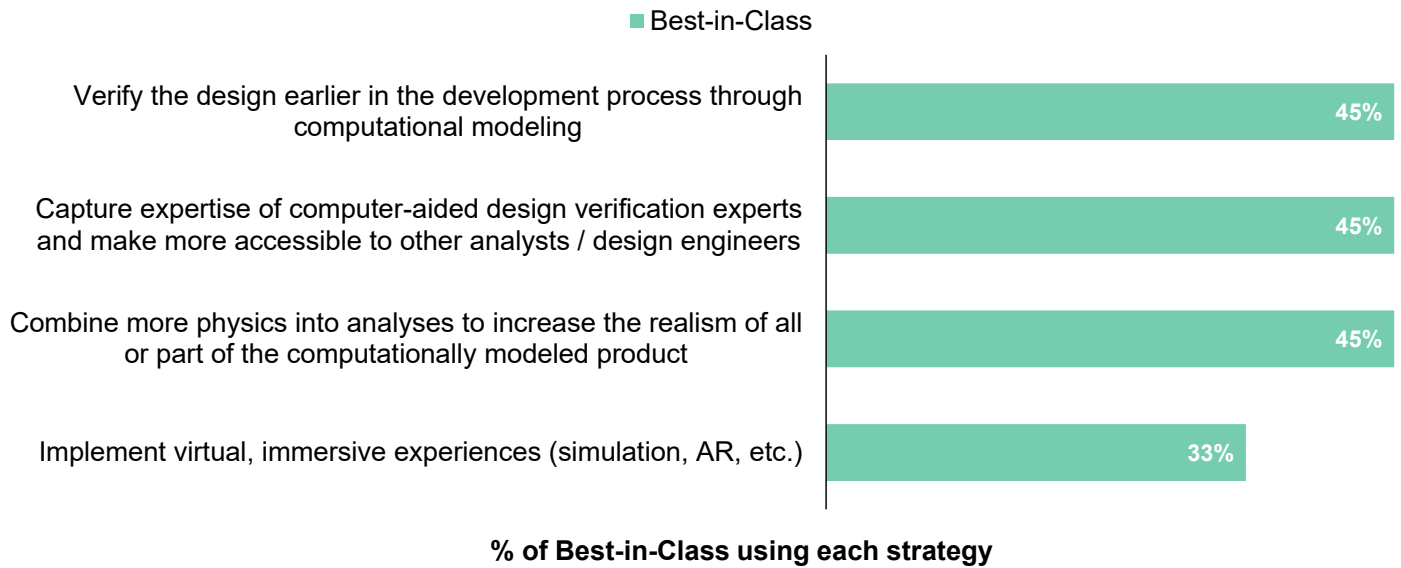 Best-in-Class
Verify the design earlier in the development process through
computational modeling
45%
Capture expertise of computer-aided design verification experts
and make more accessible to other analysts / design engineers
45%
Combine more physics into analyses to increase the realism of all
or part of the computationally modeled product
45%
Implement virtual, immersive experiences (simulation, AR, etc.)
33%
% of Best-in-Class using each strategy